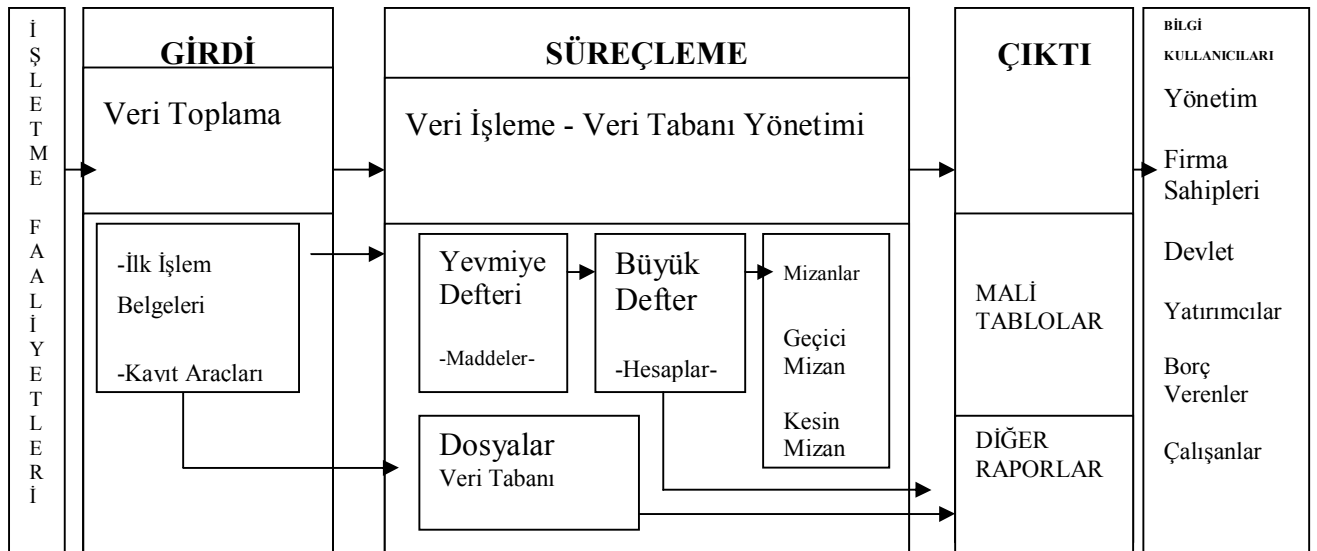 İŞLETME FAALİYETLERİ
GİRDİ
Veri Toplama
-İlk İşlem
Belgeleri
-Kayıt Araçları
SÜREÇLEME
Veri İşleme - Veri Tabanı Yönetimi
Yevmiye
Defteri
-Maddeler-
Büyük
Defter
-Hesaplar-
Mizanlar
Geçici
Mizan
Kesin
Mizan
Dosyalar
Veri Tabanı
ÇIKTI
MALİ
TABLOLAR
DİĞER
RAPORLAR
BİLGİ
KULLANICILARI
Yönetim
Firma
Sahipleri
Devlet
Yatırımcılar
Borç
Verenler
Çalışanlar